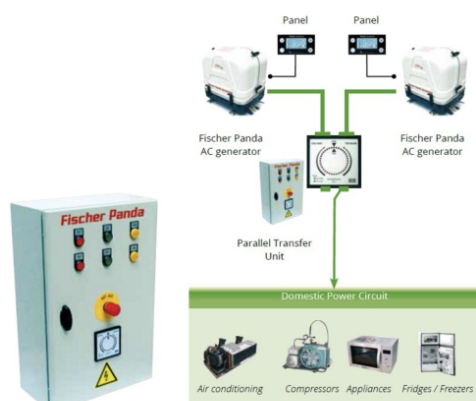 Panel
Panel
Fischer Panda
AC generator
Fischer Panda
AC generator
Fischer Panda
Parallel Transfer
Unit
Domestic Power Circuit
Air conditioning
Compressors
Appliances
Fridges / Freezers